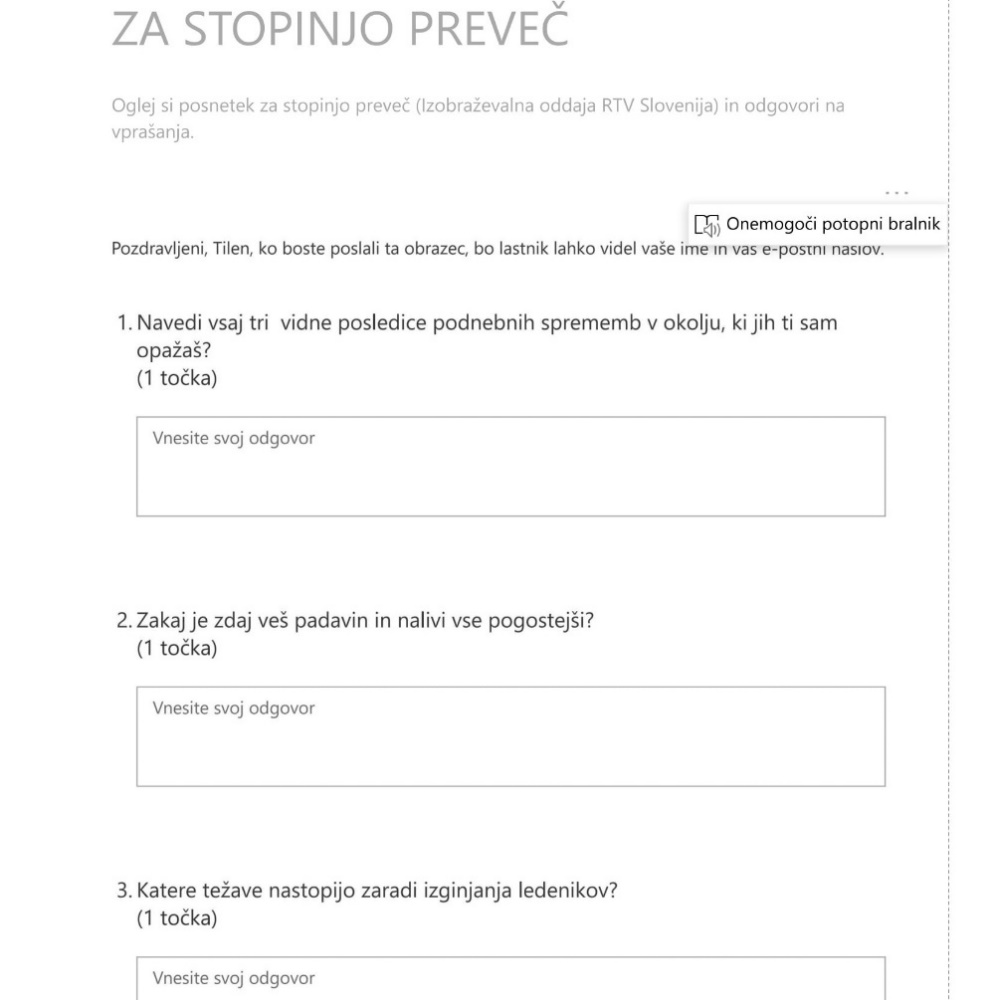 ZA STOPINJO PREVEČ
Oglej si posnetek za stopinjo preveč (Izobraževalna oddaja RTV Slovenija) in odgovori na
vprašanja.
...
Onemogoči potopni bralnik
Pozdravljeni, Tilen, ko boste poslali ta obrazec, bo lastnik lahko videl vaše ime in vaš e-poštni naslov.
1. Navedi vsaj tri  vidne posledice podnebnih sprememb v okolju, ki jih ti sam
opažaš?
(1 točka)
Vnesite svoj odgovor
2. Zakaj je zdaj veš padavin in nalivi vse pogostejši?
(1 točka)
Vnesite svoj odgovor
3. Katere težave nastopijo zaradi izginjanja ledenikov?
(1 točka)
Vnesite svoj odgovor